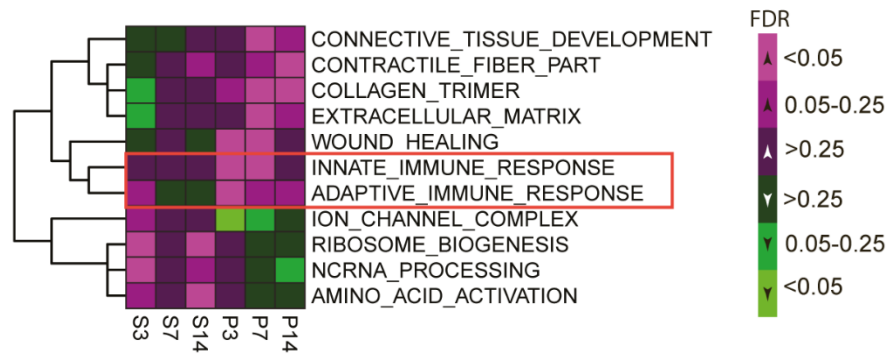 FDR
CONNECTIVE_TISSUE_DEVELOPMENT
CONTRACTILE_FIBER_PART
COLLAGEN_TRIMER
EXTRACELLULAR_MATRIX
WOUND_HEALING
INNATE_IMMUNE_RESPONSE
ADAPTIVE_IMMUNE_RESPONSE
ION_CHANNEL_COMPLEX
RIBOSOME_BIOGENESIS
NCRNA_PROCESSING
AMINO_ACID_ACTIVATION
S3 S7 S14 P3 P7 P14
<0.05
0.05-0.25
>0.25
>0.25
0.05-0.25
<0.05